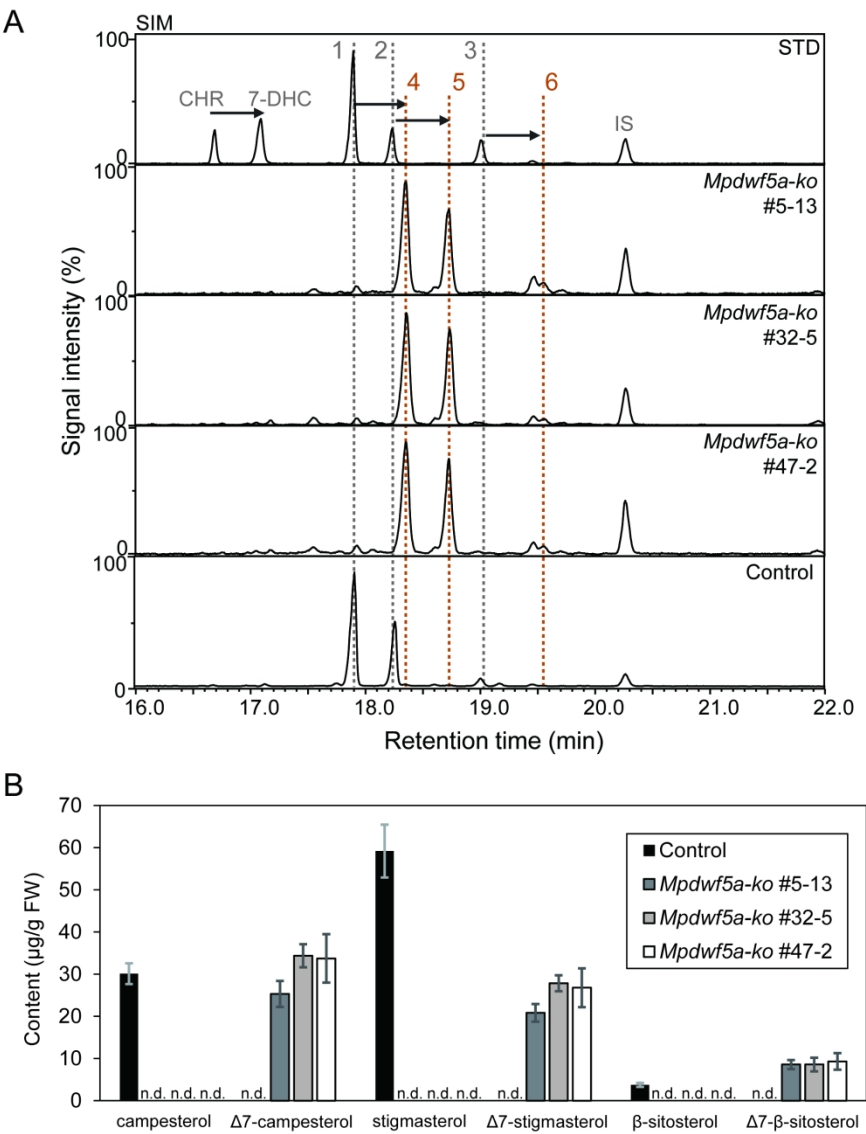 A
SIM
100
STD
1
2
3
4
5
6
CHR
7-DHC
IS
0
100
Mpdwf5a-ko
#5-13
0
100
Mpdwf5a-ko
#32-5
0
100
Mpdwf5a-ko
#47-2
0
100
Control
0
Signal intensity (%)
16.0 17.0 18.0 19.0 20.0 21.0 22.0
Retention time (min)
B
70
60
50
40
30
20
10
0
Content (µg/g FW)
Control
Mpdwf5a-ko #5-13
Mpdwf5a-ko #32-5
Mpdwf5a-ko #47-2
n.d. n.d. n.d. n.d. n.d. n.d. n.d. n.d. n.d. n.d. n.d. n.d.
campesterol Δ7-campesterol stigmasterol Δ7-stigmasterol β-sitosterol Δ7-β-sitosterol